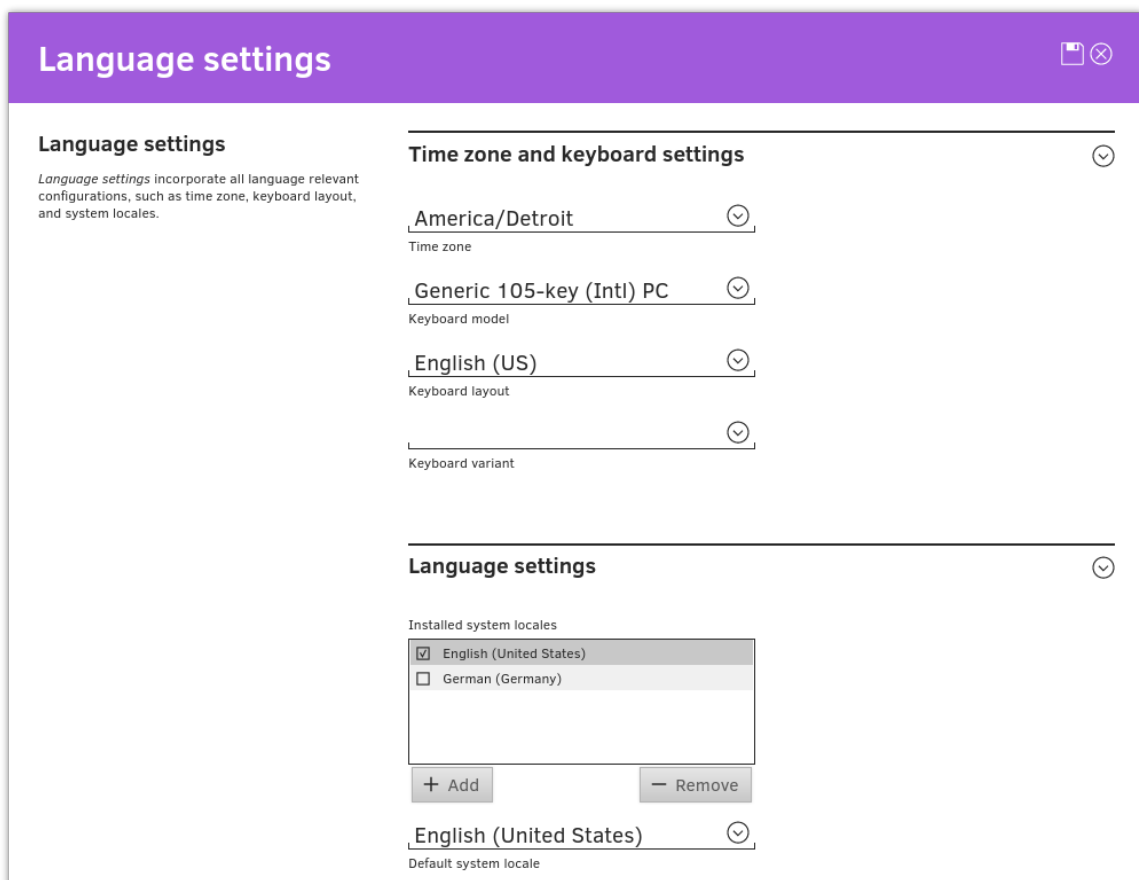 Language settings
Language settings
Language settings incorporate all language relevant
configurations, such as time zone, keyboard layout,
and system locales.
Time zone and keyboard settings
America/Detroit
Time zone
Generic 105-key (Intl) PC
Keyboard model
English (US)
Keyboard layout
Keyboard variant
Language settings
Installed system locales
English (United States)
German (Germany)
+ Add
− Remove
English (United States)
Default system locale